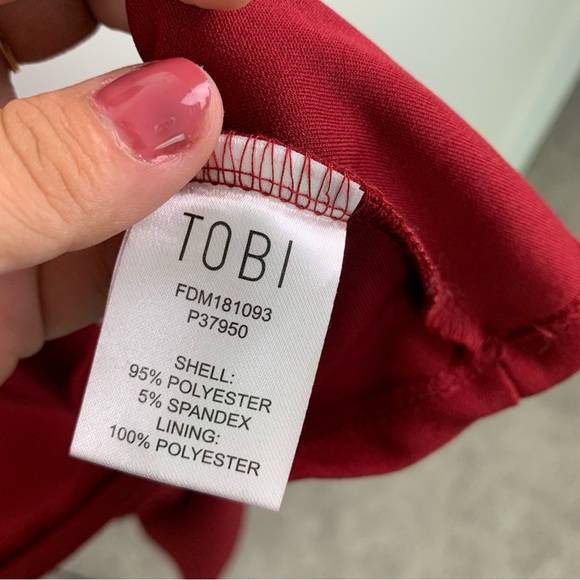 TOBI
FDM181093
P37950
SHELL:
95% POLYESTER
5% SPANDEX
LINING:
100% POLYESTER